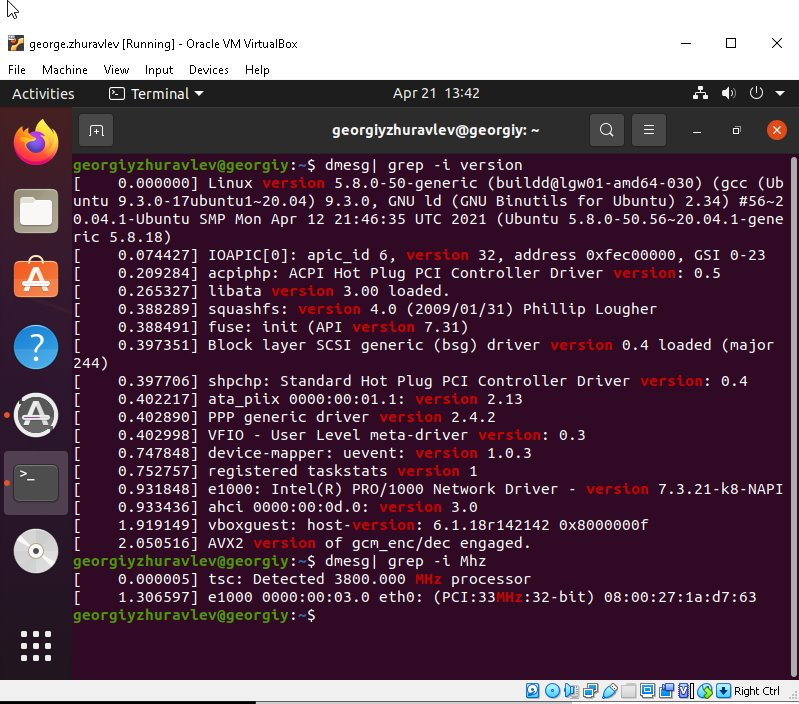 george.zhuravlev [Running] - Oracle VM VirtualBox
File Machine View Input Devices Help
Activities Terminal Apr 21 13:42
georgiyzhuravlev@georgiy: ~
georgiyzhuravlev@georgiy:~$ dmesg| grep -i version
[    0.000000] Linux version 5.8.0-50-generic (buildd@lgw01-amd64-030) (gcc (Ub
untu 9.3.0-17ubuntu1~20.04) 9.3.0, GNU ld (GNU Binutils for Ubuntu) 2.34) #56~2
0.04.1-Ubuntu SMP Mon Apr 12 21:46:35 UTC 2021 (Ubuntu 5.8.0-50.56~20.04.1-gene
ric 5.8.18)
[    0.074427] IOAPIC[0]: apic_id 6, version 32, address 0xfec00000, GSI 0-23
[    0.209284] acpiphp: ACPI Hot Plug PCI Controller Driver version: 0.5
[    0.265327] libata version 3.00 loaded.
[    0.388289] squashfs: version 4.0 (2009/01/31) Phillip Lougher
[    0.388491] fuse: init (API version 7.31)
[    0.397351] Block layer SCSI generic (bsg) driver version 0.4 loaded (major
244)
[    0.397706] shpchp: Standard Hot Plug PCI Controller Driver version: 0.4
[    0.402217] ata_piix 0000:00:01.1: version 2.13
[    0.402890] PPP generic driver version 2.4.2
[    0.402998] VFIO - User Level meta-driver version: 0.3
[    0.747848] device-mapper: uevent: version 1.0.3
[    0.752757] registered taskstats version 1
[    0.931848] e1000: Intel(R) PRO/1000 Network Driver - version 7.3.21-k8-NAPI
[    0.933436] ahci 0000:00:0d.0: version 3.0
[    1.919149] vboxguest: host-version: 6.1.18r142142 0x8000000f
[    2.050516] AVX2 version of gcm_enc/dec engaged.
georgiyzhuravlev@georgiy:~$ dmesg| grep -i Mhz
[    0.000005] tsc: Detected 3800.000 MHz processor
[    1.306597] e1000 0000:00:03.0 eth0: (PCI:33MHz:32-bit) 08:00:27:1a:d7:63
georgiyzhuravlev@georgiy:~$
Right Ctrl